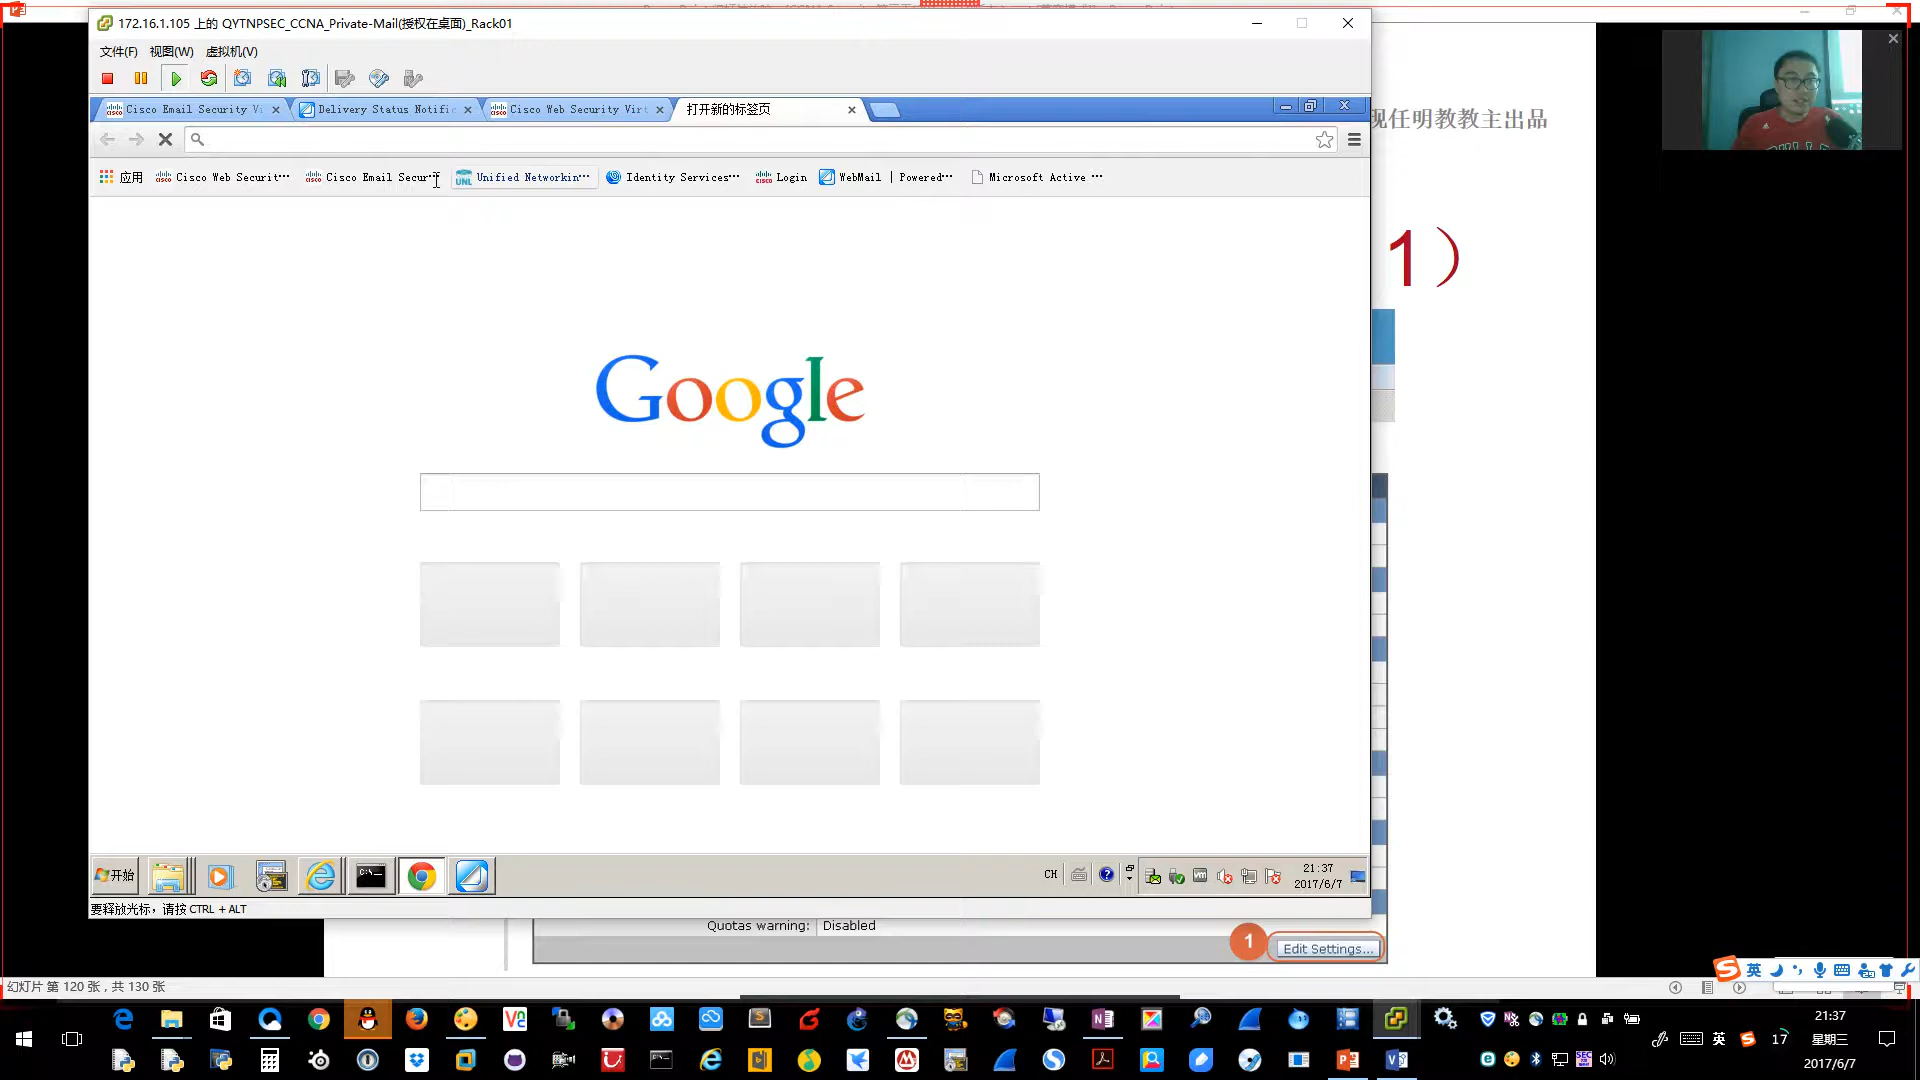 172.16.1.105 上的 QYTNPSEC_CCNA_Private-Mail(授权在桌面)_Rack01
文件(F) 视图(W) 虚拟机(V)
Cisco Email Security Vi
Delivery Status Notific
Cisco Web Security Virt
打开新的标签页
现任明教教主出品
应用
Cisco Web Securit…
Cisco Email Secur…
UNL
Unified Networkin…
Identity Services…
Login
WebMail | Powered…
Microsoft Active …
1）
Google
开始
CH
21:37
2017/6/7
要释放光标，请按 CTRL + ALT
Quotas warning: Disabled
1
Edit Settings...
英
幻灯片 第 120 张，共 130 张
21:37
英
17
星期三
2017/6/7